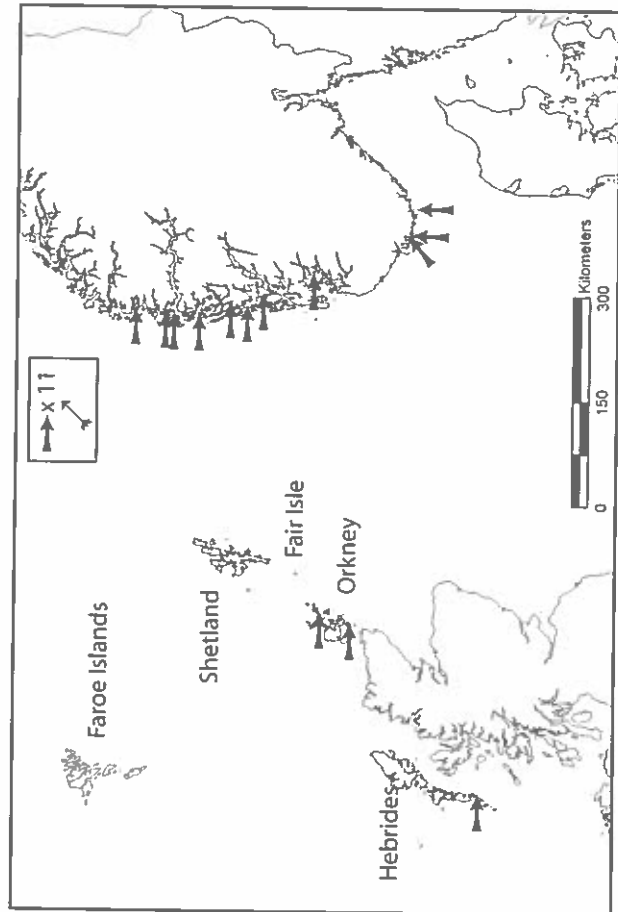 x 11
Faroe Islands
Shetland
Fair Isle
Orkney
Hebrides
0 150 300
Kilometers